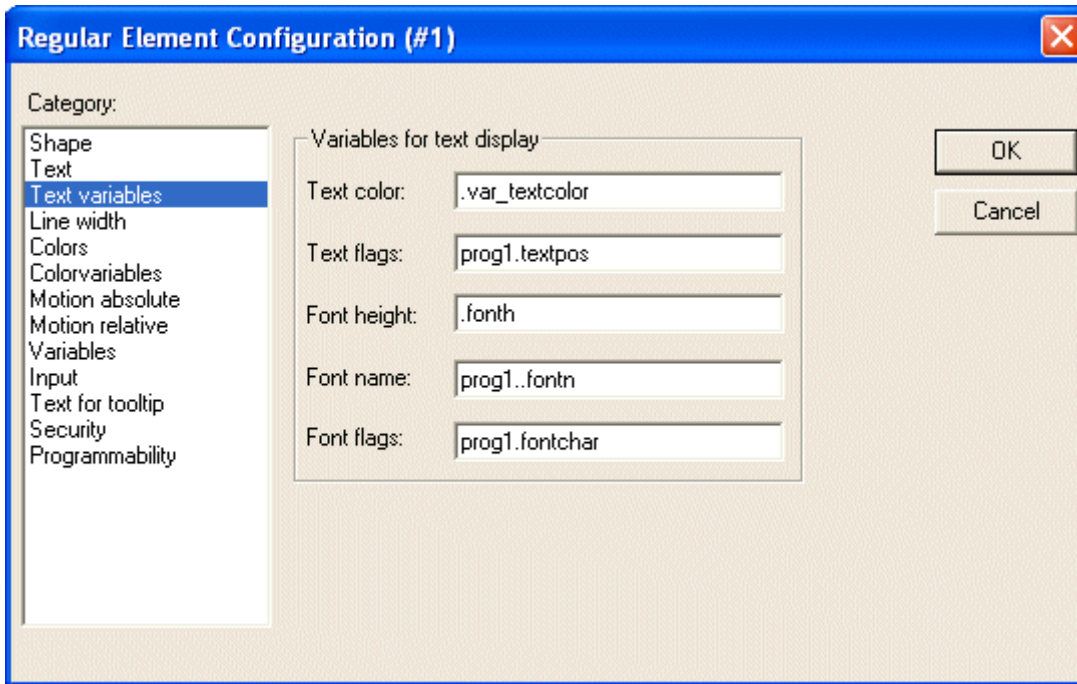 Regular Element Configuration (#1)
Category:
Shape
Text
Text variables
Line width
Colors
Colorvariables
Motion absolute
Motion relative
Variables
Input
Text for tooltip
Security
Programmability
Variables for text display
Text color: .var_textcolor
Text flags: prog1.textpos
Font height: .fonth
Font name: prog1..fontn
Font flags: prog1.fontchar
OK
Cancel